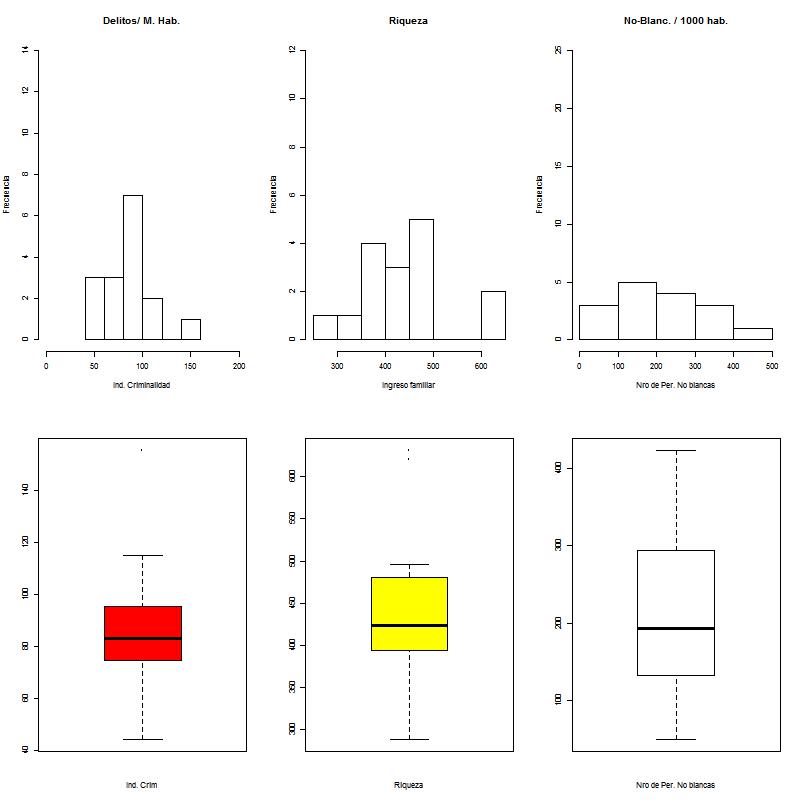 Delitos/ M. Hab.
Riqueza
No-Blanc. / 1000 hab.
Frecriencia
14
12
10
8
6
4
2
0
0 50 100 150 200
Ind. Criminalidad
Frecriencia
12
10
8
6
4
2
0
300 400 500 600
Ingreso familiar
Frecriencia
25
20
15
10
5
0
0 100 200 300 400 500
Nro de Per. No blancas
140
120
100
80
60
40
Ind. Crim
600
550
500
450
400
350
300
Riqueza
400
300
200
100
Nro de Per. No blancas